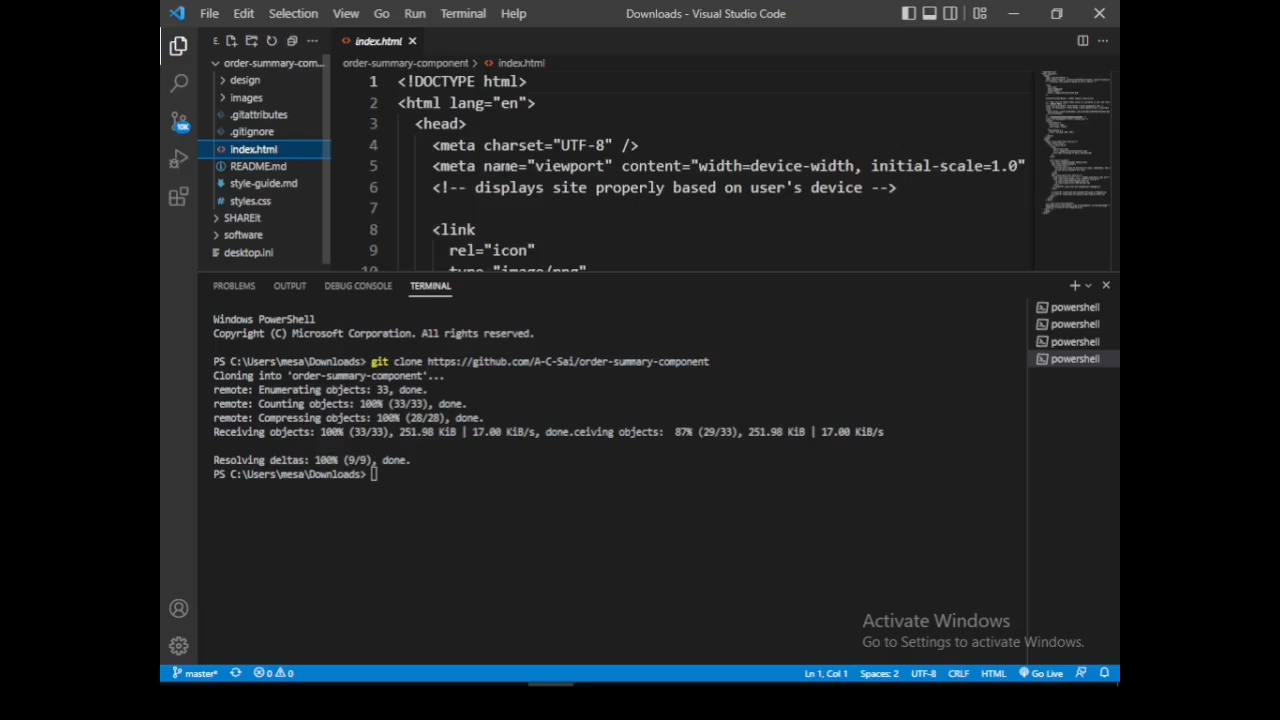 File Edit Selection View Go Run Terminal Help
Downloads - Visual Studio Code
E.
order-summary-com...
design
images
.gitattributes
.gitignore
index.html
README.md
style-guide.md
styles.css
SHAREit
software
desktop.ini
10K
index.html
order-summary-component > index.html
1 <!DOCTYPE html>
2 <html lang="en">
3 <head>
4 <meta charset="UTF-8" />
5 <meta name="viewport" content="width=device-width, initial-scale=1.0"
6 <!-- displays site properly based on user's device -->
7
8 <link
9 rel="icon"
10 type="image/png"
PROBLEMS OUTPUT DEBUG CONSOLE TERMINAL
Windows PowerShell
Copyright (C) Microsoft Corporation. All rights reserved.
PS C:\Users\mesa\Downloads> git clone https://github.com/A-C-Sai/order-summary-component
Cloning into 'order-summary-component'...
remote: Enumerating objects: 33, done.
remote: Counting objects: 100% (33/33), done.
remote: Compressing objects: 100% (28/28), done.
Receiving objects: 100% (33/33), 251.98 KiB | 17.00 KiB/s, done.ceiving objects:  87% (29/33), 251.98 KiB | 17.00 KiB/s
Resolving deltas: 100% (9/9), done.
PS C:\Users\mesa\Downloads>
powershell
powershell
powershell
powershell
Activate Windows
Go to Settings to activate Windows.
master* 0 0
Ln 1, Col 1 Spaces: 2 UTF-8 CRLF HTML Go Live